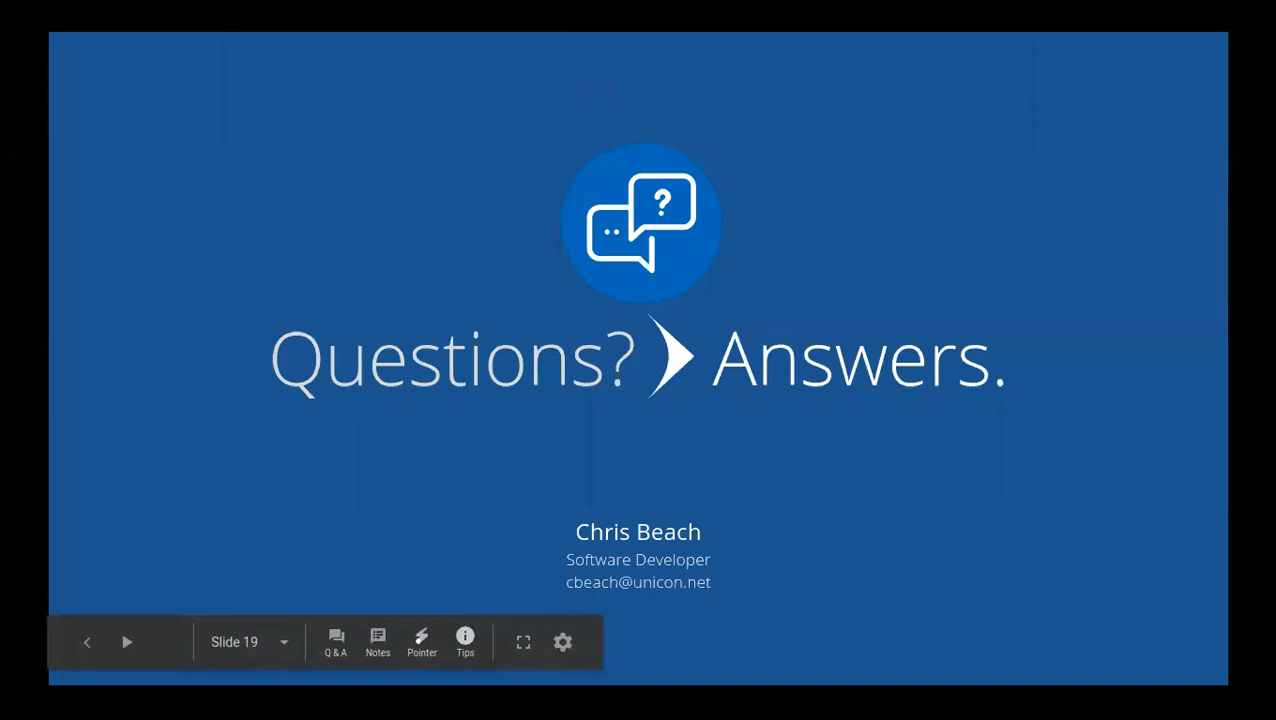 ?
Questions? Answers.
Chris Beach
Software Developer
cbeach@unicon.net
Slide 19
Q & A Notes Pointer Tips